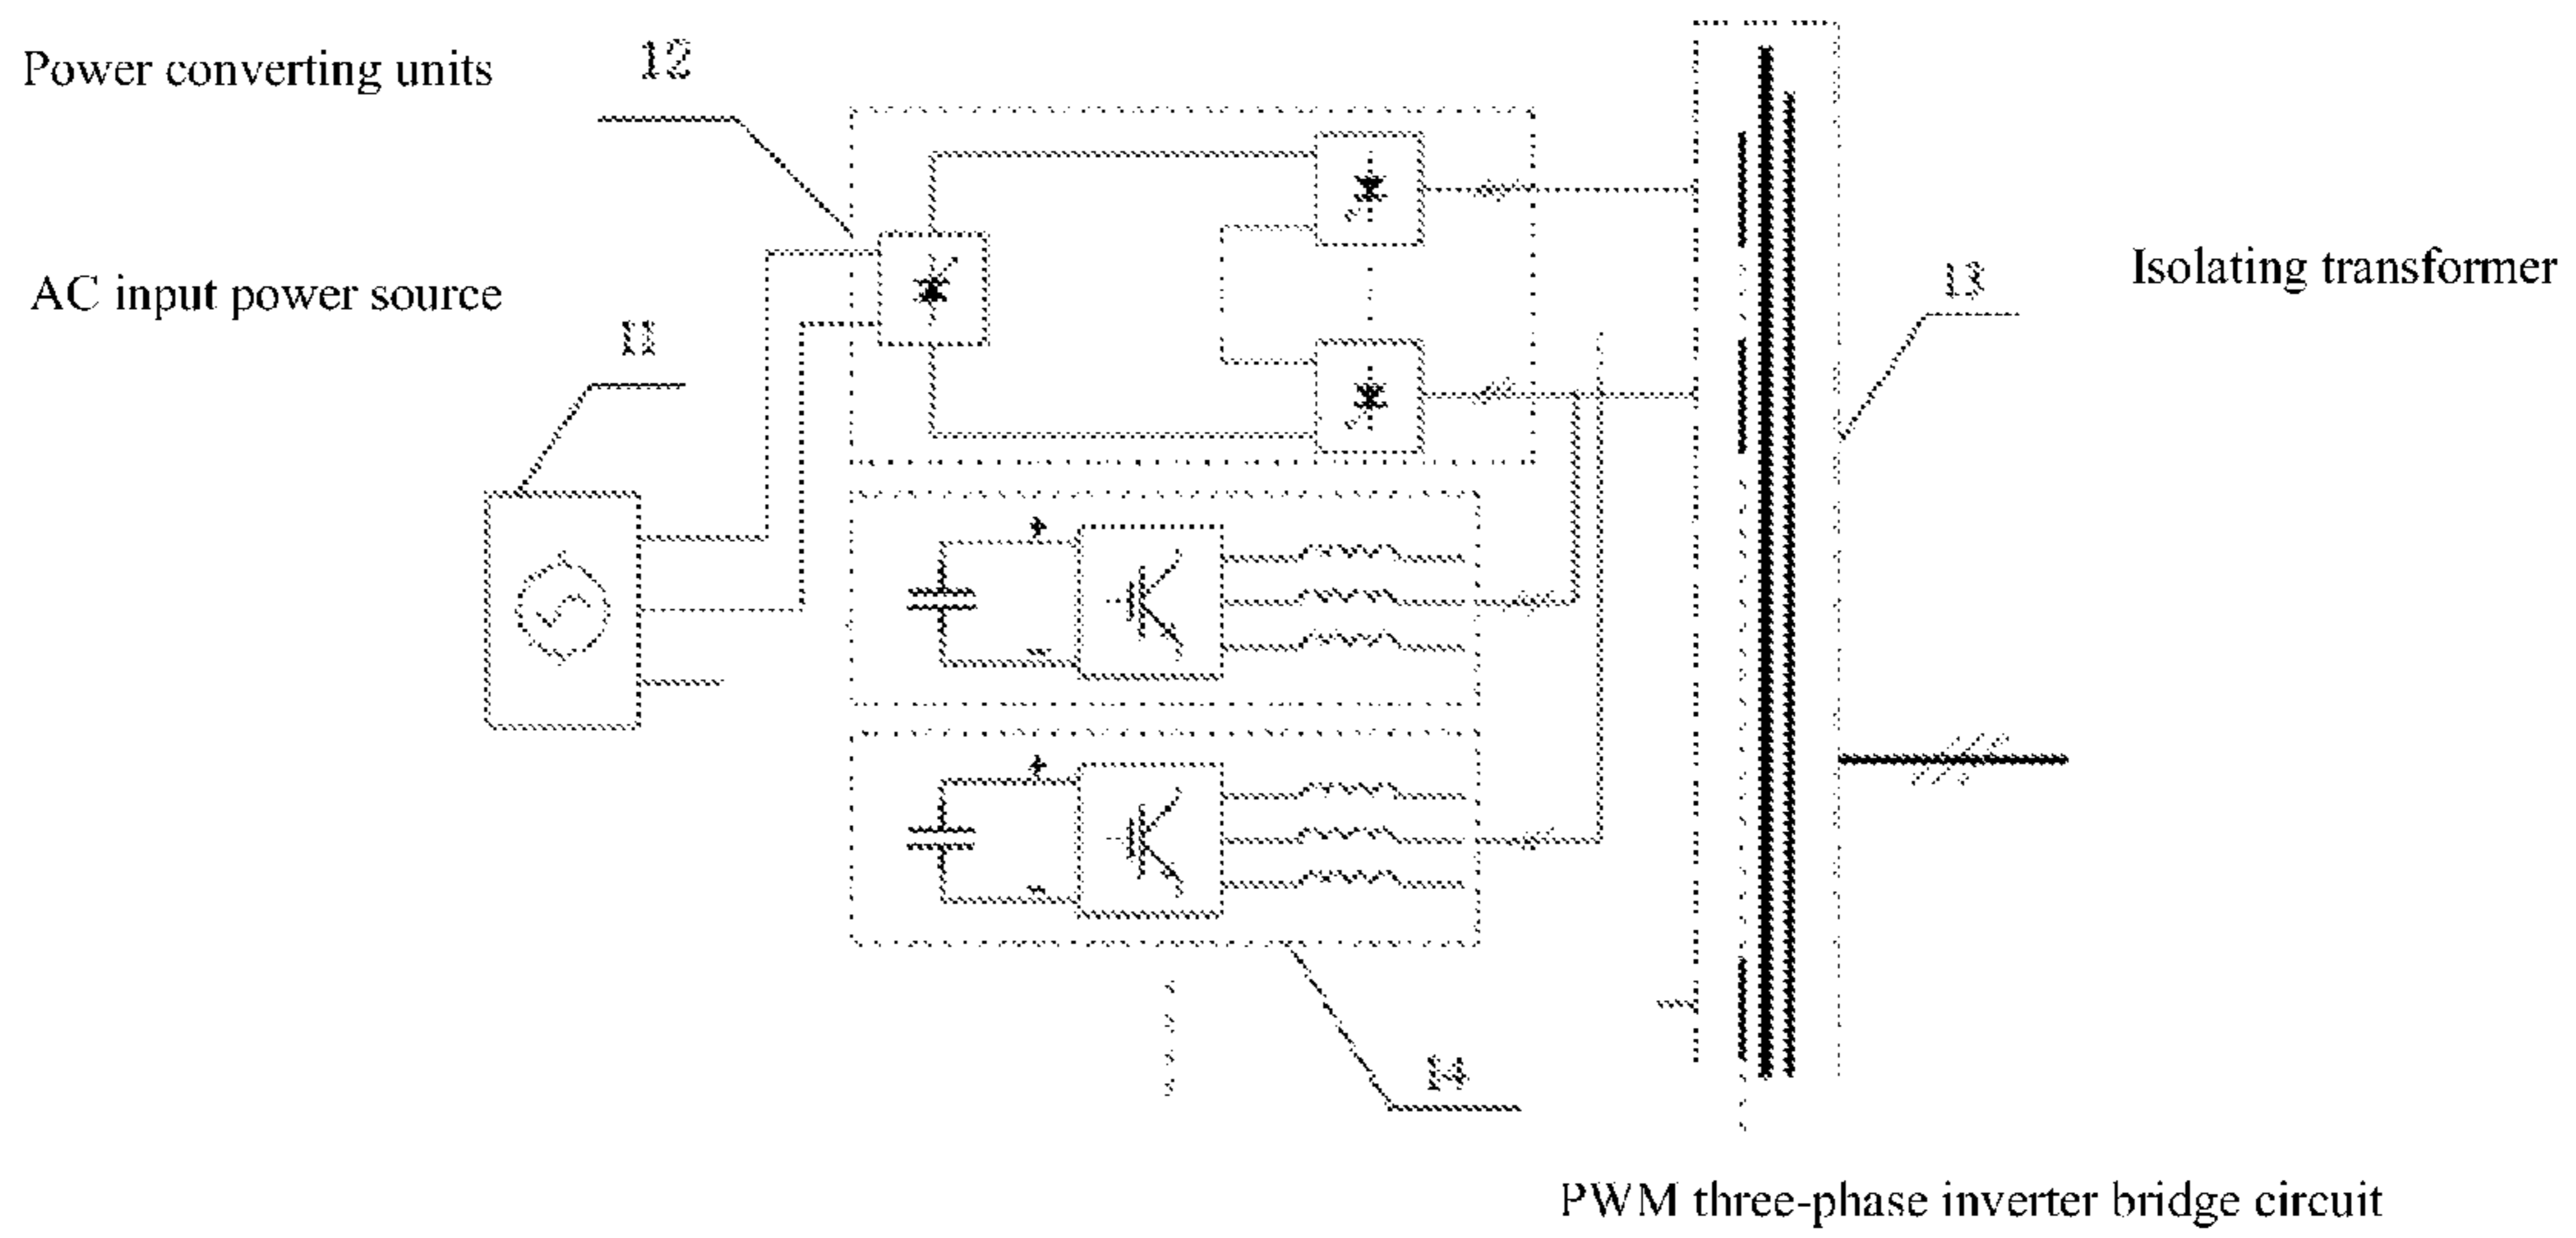 Power converting units
12
AC input power source
11
13
Isolating transformer
14
PWM three-phase inverter bridge circuit